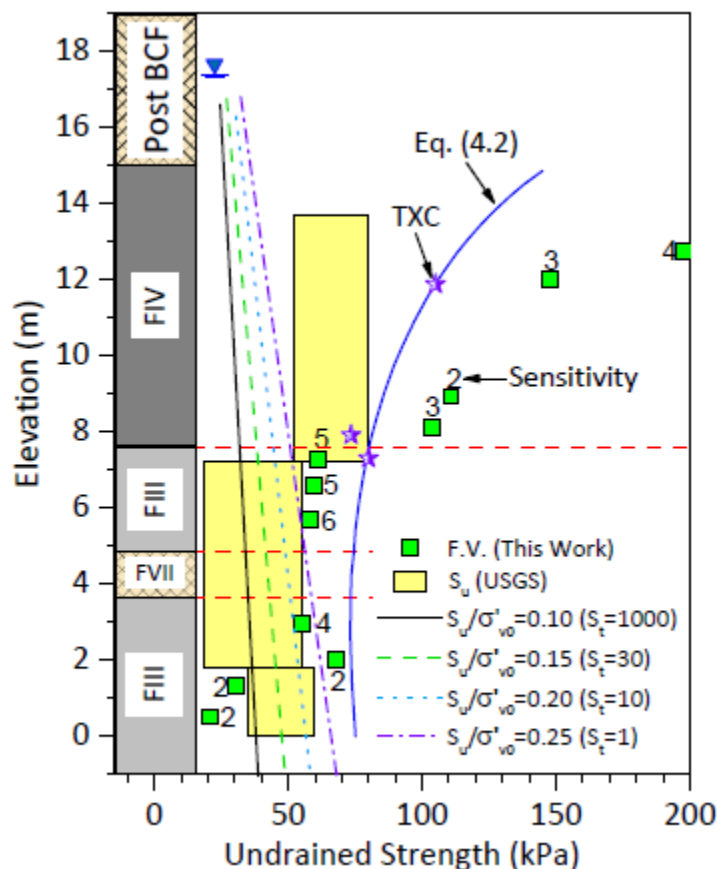 18
16
14
12
10
8
6
4
2
0
Elevation (m)
Post BCF
FIV
FIII
FVII
FIII
Eq. (4.2)
TXC
4
3
2
Sensitivity
3
5
5
6
4
2
2
2
F.V. (This Work)
Su (USGS)
Su/σ'v0=0.10 (St=1000)
Su/σ'v0=0.15 (St=30)
Su/σ'v0=0.20 (St=10)
Su/σ'v0=0.25 (St=1)
0 50 100 150 200
Undrained Strength (kPa)